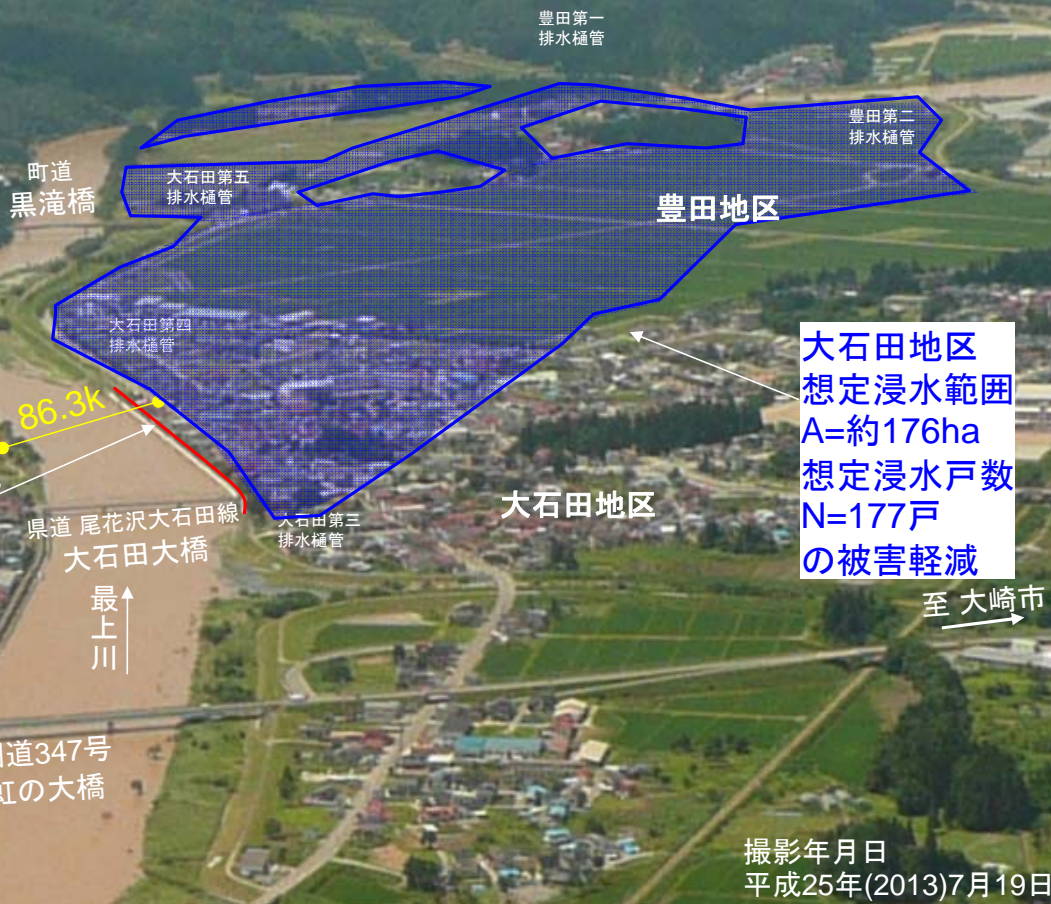 豊田第一
排水樋管
豊田第二
排水樋管
町道
黒滝橋
大石田第五
排水樋管
豊田地区
大石田第四
排水樋管
大石田地区
想定浸水範囲
A=約176ha
想定浸水戸数
N=177戸
の被害軽減
86.3k
大石田地区
県道 尾花沢大石田線
大石田大橋
大石田第三
排水樋管
最上川
至 大崎市
道347号
虹の大橋
撮影年月日
平成25年(2013)7月19日